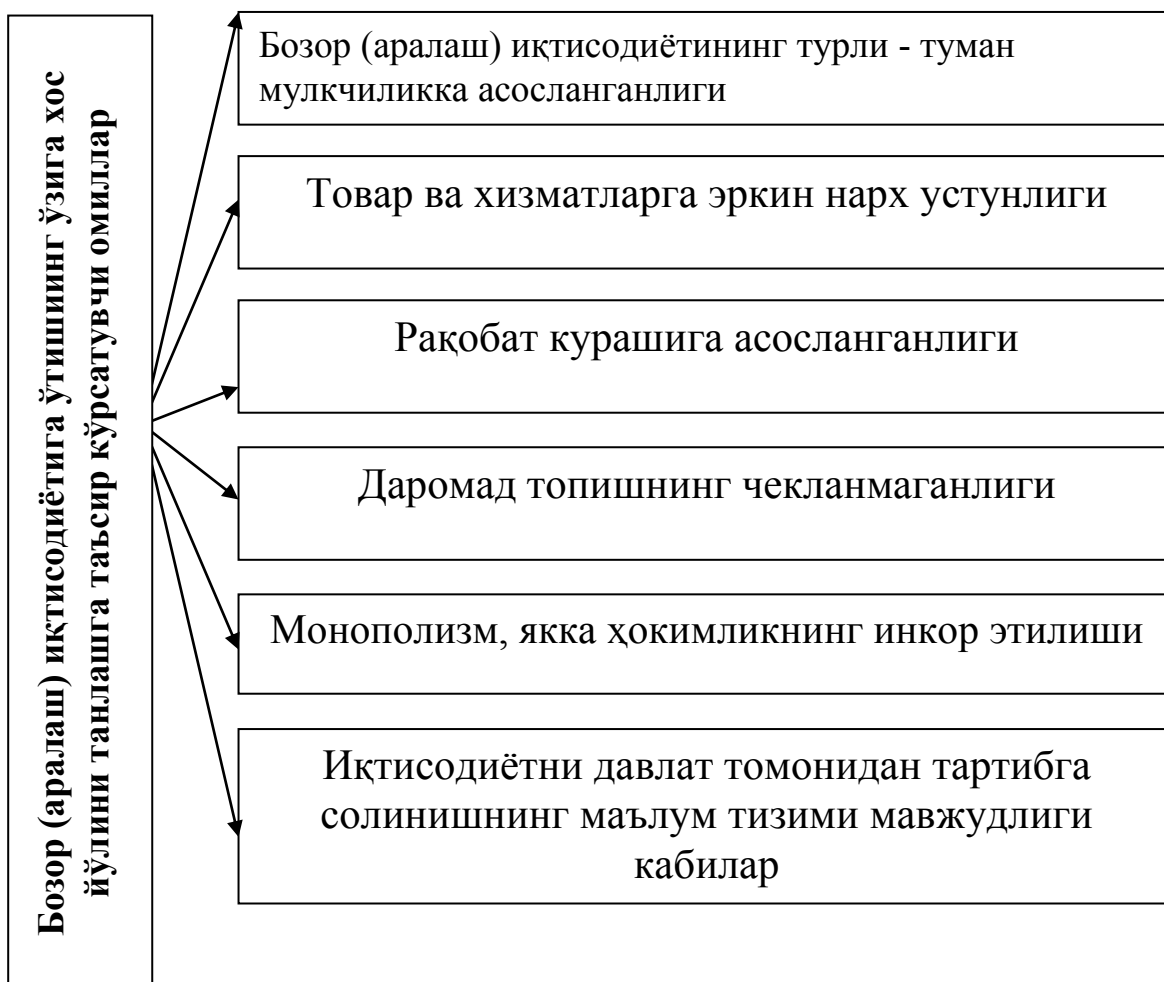 Бозор (аралаш) иқтисодиётига ўтишининг ўзига хос
йўлини танлашга таъсир кўрсатувчи омиллар
Бозор (аралаш) иқтисодиётининг турли - туман
мулкчиликка асосланганлиги
Товар ва хизматларга эркин нарх устунлиги
Рақобат курашига асосланганлиги
Даромад топишнинг чекланмаганлиги
Монополизм, якка ҳокимликнинг инкор этилиши
Иқтисодиётни давлат томонидан тартибга
солинишнинг маълум тизими мавжудлиги
кабилар